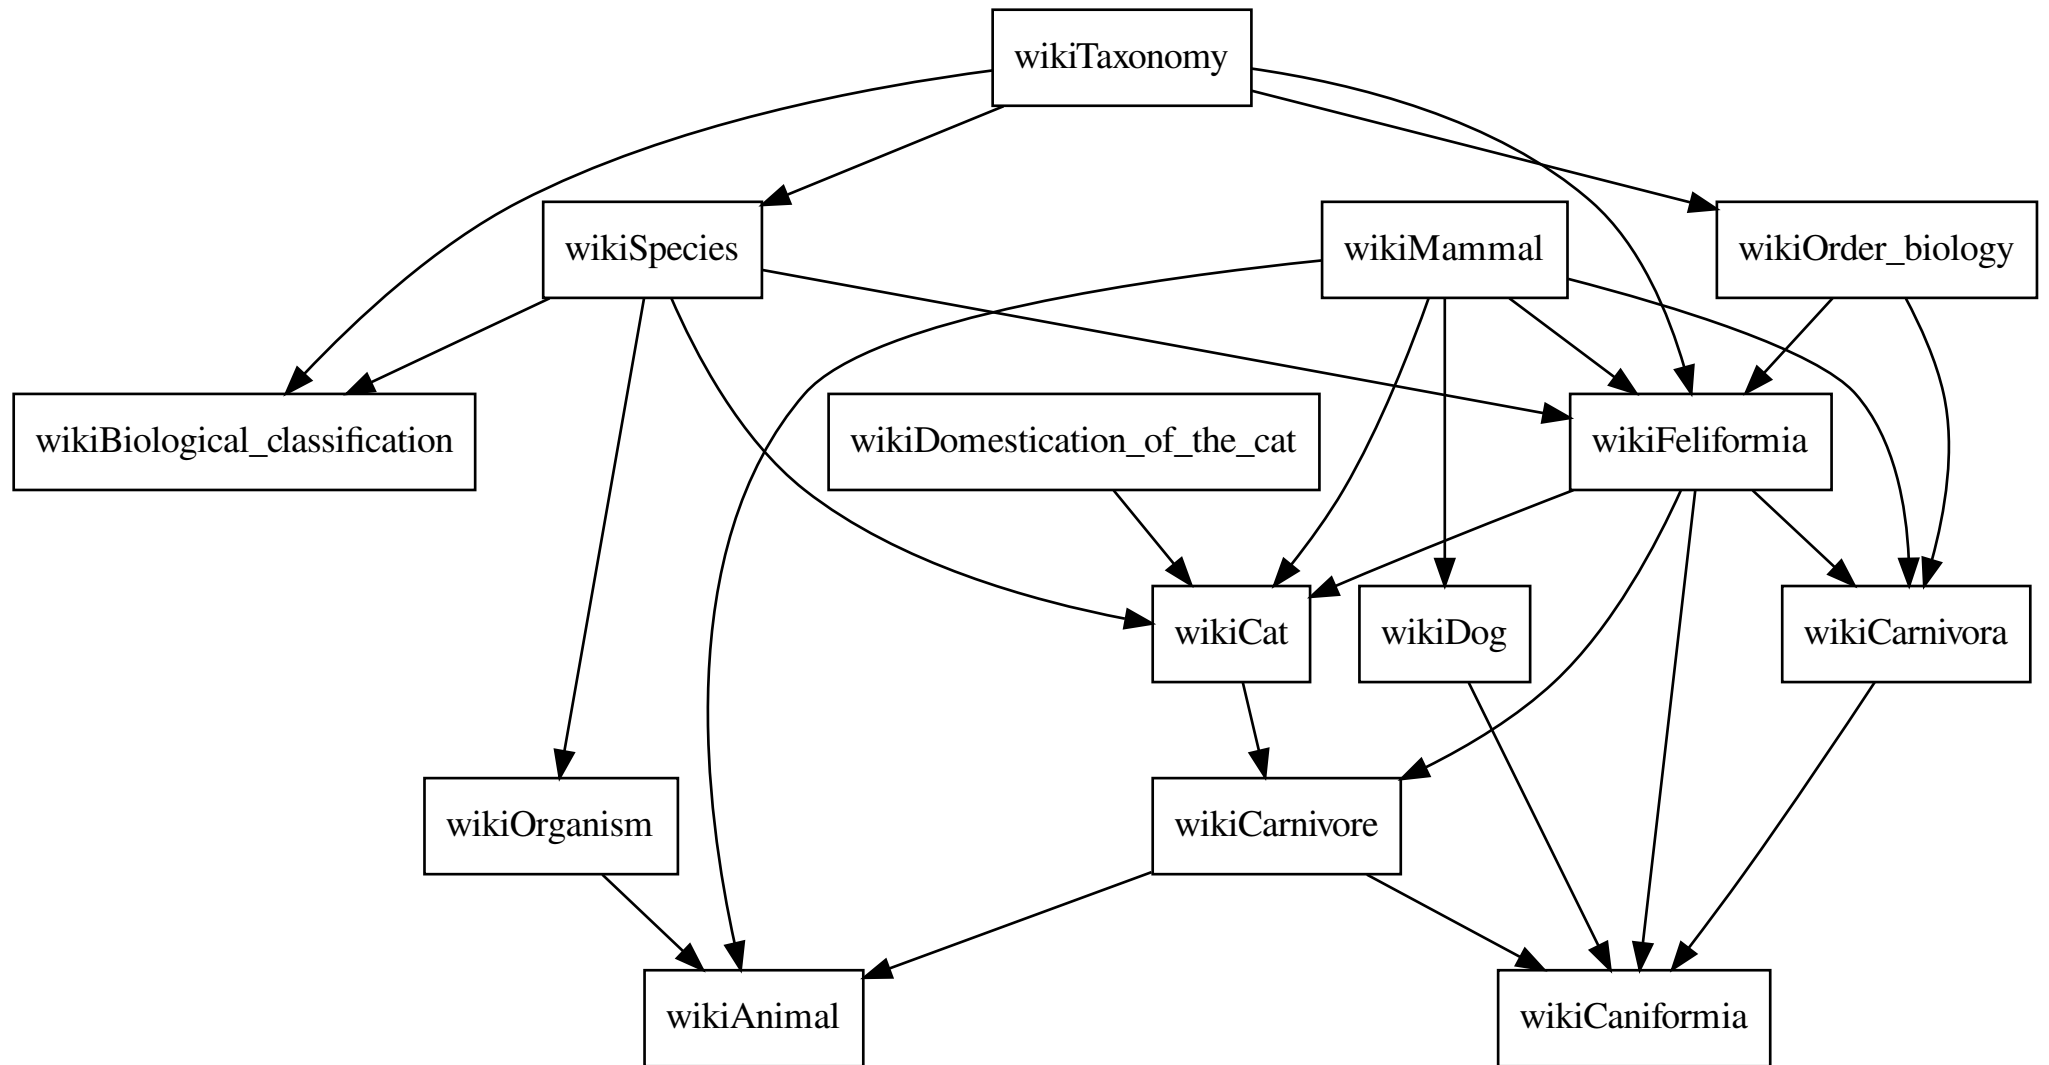 wikiTaxonomy
wikiSpecies
wikiMammal
wikiOrder_biology
wikiBiological_classification
wikiDomestication_of_the_cat
wikiFeliformia
wikiCat
wikiDog
wikiCarnivora
wikiOrganism
wikiCarnivore
wikiAnimal
wikiCaniformia